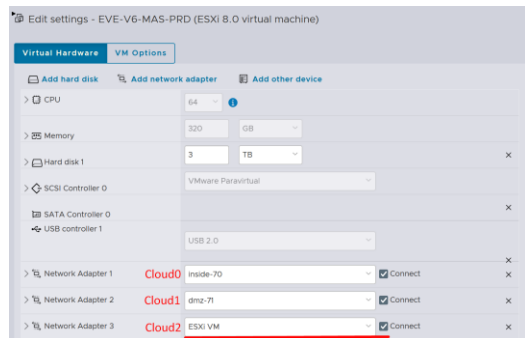 Edit settings - EVE-V6-MAS-PRD (ESXi 8.0 virtual machine)
Virtual Hardware VM Options
Add hard disk Add network adapter Add other device
CPU 64
Memory 320 GB
Hard disk 1 3 TB
SCSI Controller 0 VMware Paravirtual
SATA Controller 0
USB controller 1
USB 2.0
Network Adapter 1 Cloud0 Inside-70 Connect
Network Adapter 2 Cloud1 dmz-71 Connect
Network Adapter 3 Cloud2 ESXi VM Connect